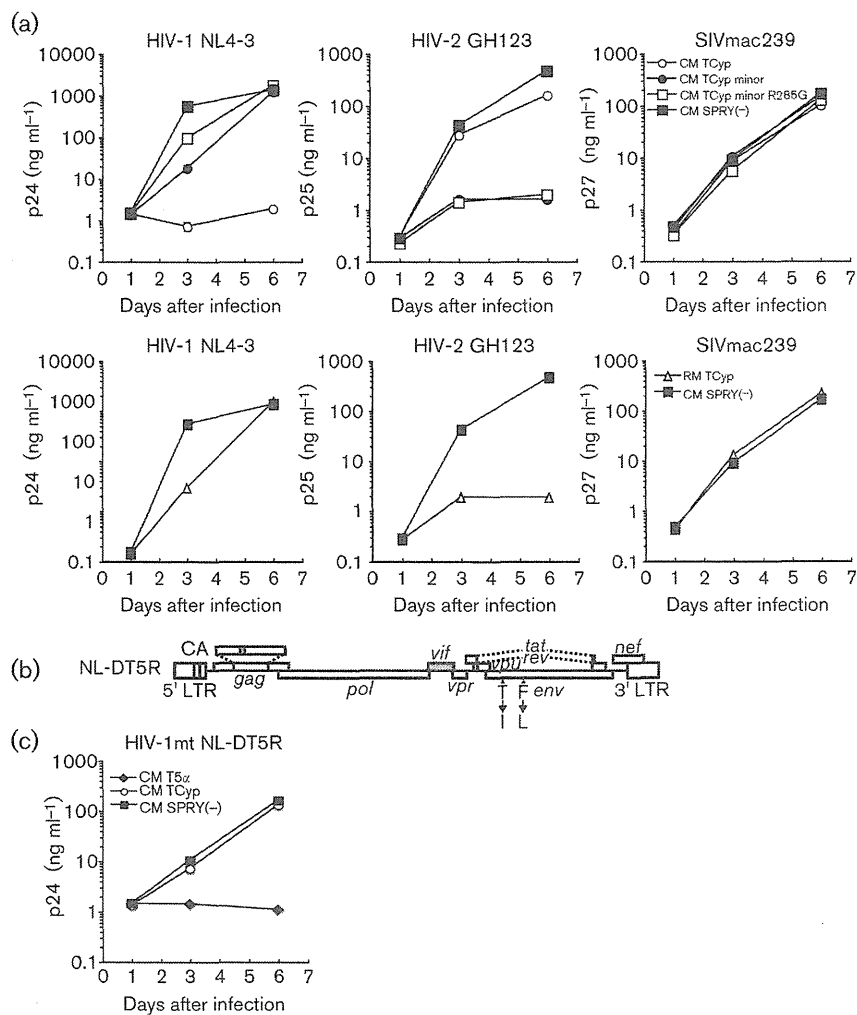 (a)
HIV-1 NL4-3
p24 (ng ml⁻¹)
10000
1000
100
10
1
0.1
0 1 2 3 4 5 6 7
Days after infection
HIV-2 GH123
p25 (ng ml⁻¹)
1000
100
10
1
0.1
0 1 2 3 4 5 6 7
Days after infection
SIVmac239
CM TCyp
CM TCyp minor
CM TCyp minor R285G
CM SPRY(−)
p27 (ng ml⁻¹)
1000
100
10
1
0.1
0 1 2 3 4 5 6 7
Days after infection
HIV-1 NL4-3
p24 (ng ml⁻¹)
10000
1000
100
10
1
0.1
0 1 2 3 4 5 6 7
Days after infection
HIV-2 GH123
p25 (ng ml⁻¹)
1000
100
10
1
0.1
0 1 2 3 4 5 6 7
Days after infection
SIVmac239
RM TCyp
CM SPRY(−)
p27 (ng ml⁻¹)
1000
100
10
1
0.1
0 1 2 3 4 5 6 7
Days after infection
(b)
NL-DT5R
CA
5' LTR
gag
pol
vif
vpr
vpu
tat
rev
env
nef
3' LTR
T F
I L
(c)
HIV-1mt NL-DT5R
CM T5α
CM TCyp
CM SPRY(−)
p24 (ng ml⁻¹)
1000
100
10
1
0.1
0 1 2 3 4 5 6 7
Days after infection